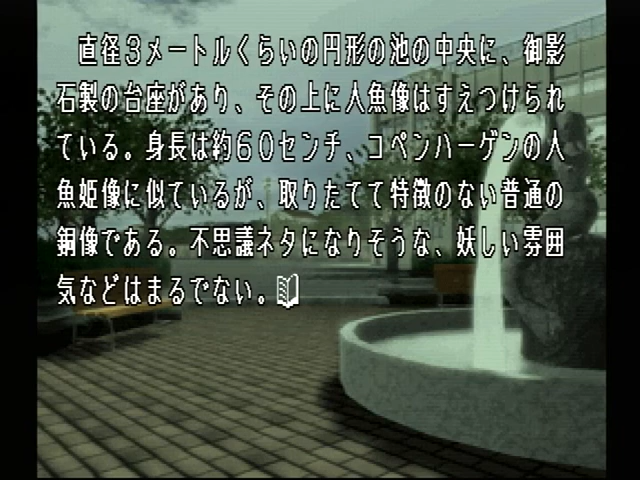 直径３メートルくらいの円形の池の中央に、御影
石製の台座があり、その上に人魚像はすえつけられ
ている。身長は約６０センチ、コペンハーゲンの人
魚姫像に似ているが、取りたてて特徴のない普通の
銅像である。不思議ネタになりそうな、妖しい雰囲
気などはまるでない。